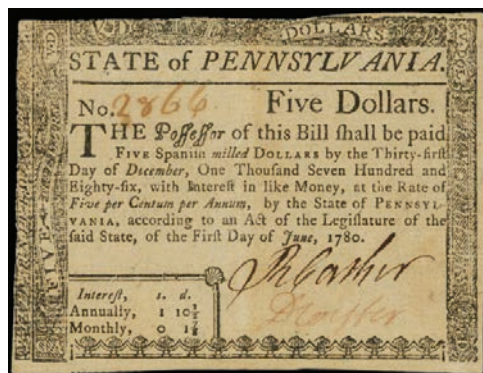 DOLLARS
STATE of PENNSYLVANIA.
No. 2866 Five Dollars.
THE Poſſeſſor of this Bill ſhall be paid
FIVE Spaniſh milled DOLLARS by the Thirty-firſt
Day of December, One Thouſand Seven Hundred and
Eighty-ſix, with Intereſt in like Money, at the Rate of
Five per Centum per Annum, by the State of PENNSYL-
VANIA, according to an Act of the Legiſlature of the
ſaid State, of the Firſt Day of June, 1780.
Intereſt, s. d.
Annually, 1 10½
Monthly, 0 1⅞
FIVE